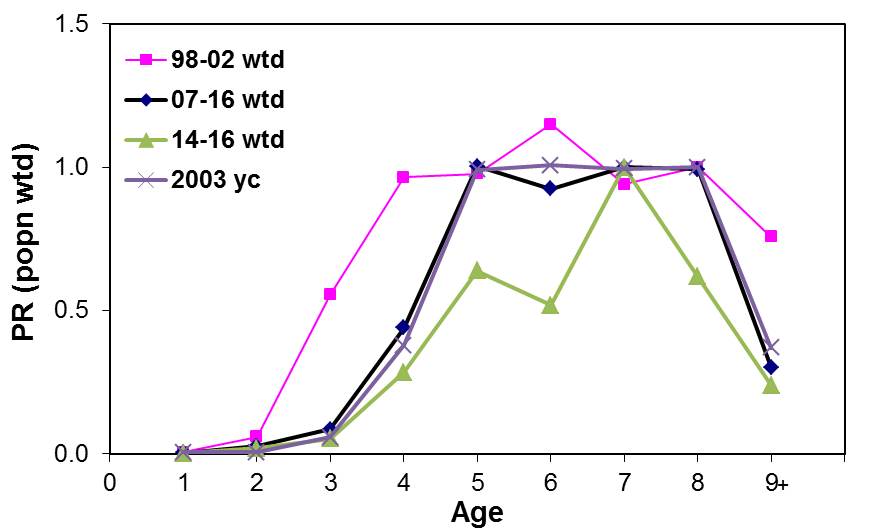 1.5
98-02 wtd
07-16 wtd
14-16 wtd
2003 yc
1.0
0.5
0.0
PR (popn wtd)
0 1 2 3 4 5 6 7 8 9+
Age